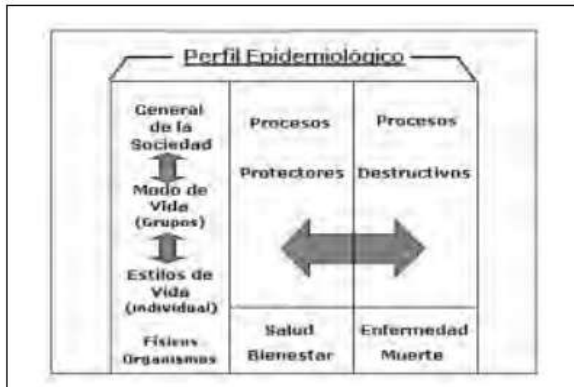 Perfil Epidemiológico
General
de la
Sociedad
Modo de
Vida
(Grupos)
Estilos de
Vida
(individual)
Físicos
Organismos
Procesos
Protectores
Salud
Bienestar
Procesos
Destructivos
Enfermedad
Muerte